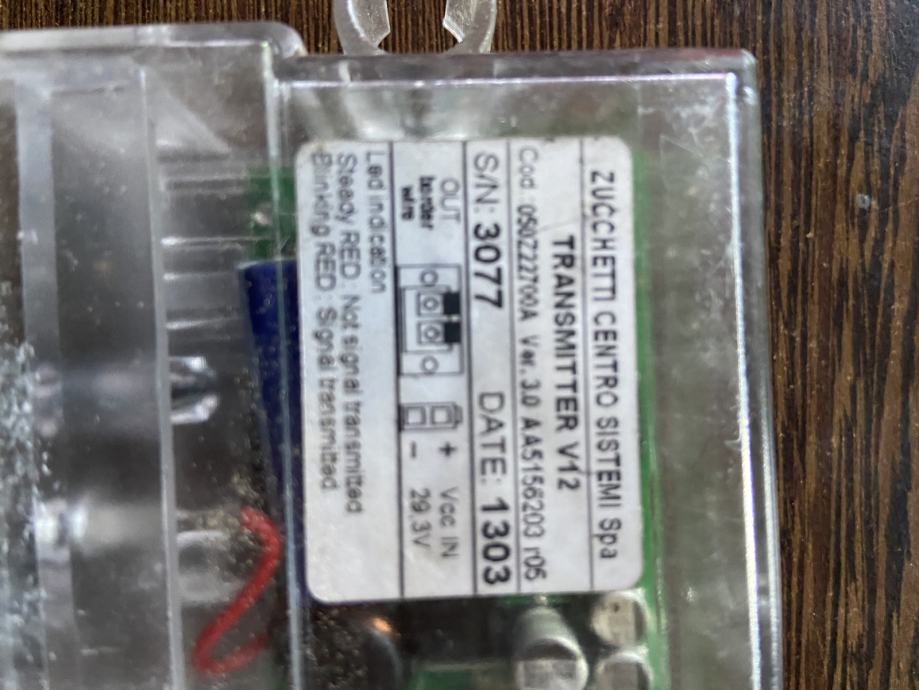 ZUCCHETTI CENTRO SISTEMI Spa
TRANSMITTER V12
Cod. 050Z22700A Ver. 3.0 AA5156203 r05
S/N: 3077 DATE: 1303
OUT + Vcc IN
border
wire - 29.3V
Led indication
Steady RED : Not signal transmitted
Blinking RED : Signal transmitted